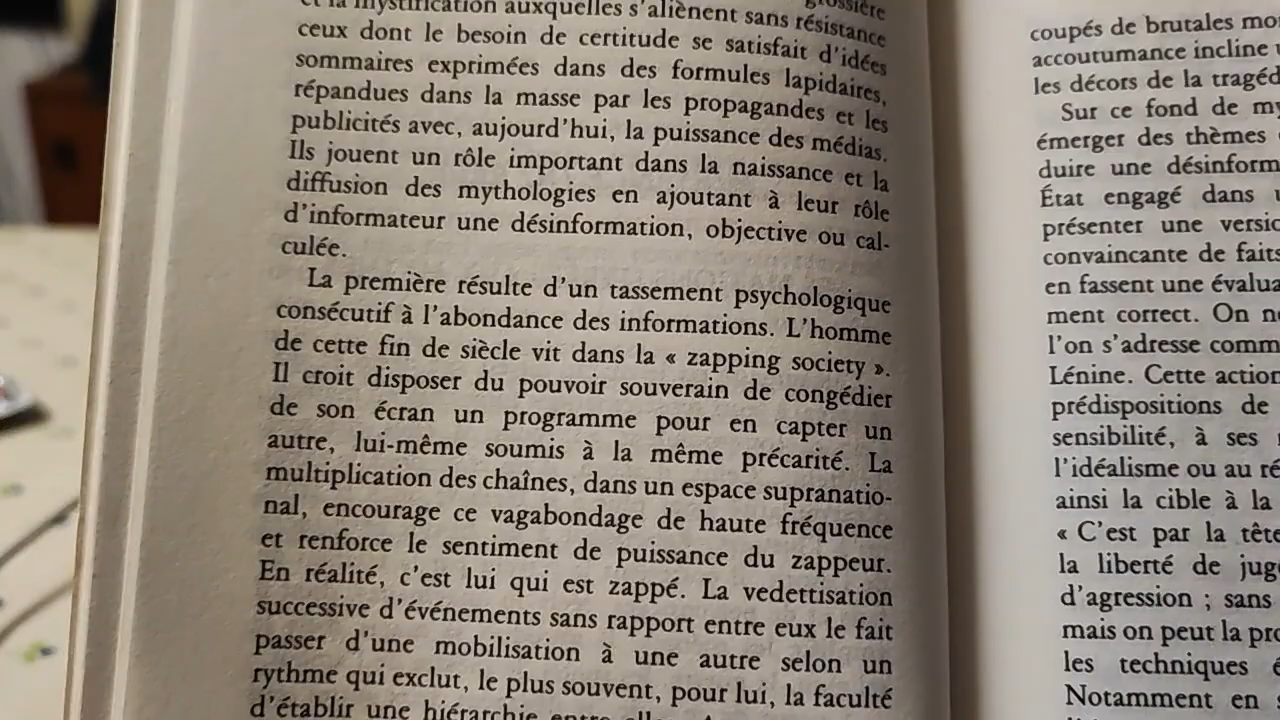 grossière
et la mystification auxquelles s'aliènent sans résistance
ceux dont le besoin de certitude se satisfait d'idées
sommaires exprimées dans des formules lapidaires,
répandues dans la masse par les propagandes et les
publicités avec, aujourd'hui, la puissance des médias.
Ils jouent un rôle important dans la naissance et la
diffusion des mythologies en ajoutant à leur rôle
d'informateur une désinformation, objective ou cal-
culée.
La première résulte d'un tassement psychologique
consécutif à l'abondance des informations. L'homme
de cette fin de siècle vit dans la « zapping society ».
Il croit disposer du pouvoir souverain de congédier
de son écran un programme pour en capter un
autre, lui-même soumis à la même précarité. La
multiplication des chaînes, dans un espace supranatio-
nal, encourage ce vagabondage de haute fréquence
et renforce le sentiment de puissance du zappeur.
En réalité, c'est lui qui est zappé. La vedettisation
successive d'événements sans rapport entre eux le fait
passer d'une mobilisation à une autre selon un
rythme qui exclut, le plus souvent, pour lui, la faculté
d'établir une hiérarchie entre
coupés de brutales
accoutumance incline
les décors de la
Sur ce fond de
émerger des thèmes
duire une
État engagé dans
présenter une
convaincante de faits
en fassent une
ment correct. On
l'on s'adresse
Lénine. Cette action
prédispositions de
sensibilité, à ses
l'idéalisme ou au
ainsi la cible à la
« C'est par la
la liberté de
d'agression ; sans
mais on peut la
les techniques
Notamment en